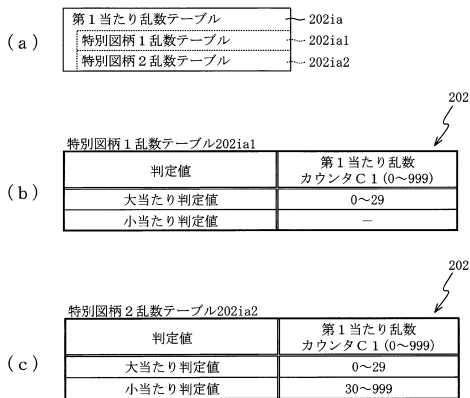 (a)
第1当たり乱数テーブル 202ia
特別図柄1乱数テーブル 202ia1
特別図柄2乱数テーブル 202ia2
(b)
202
特別図柄1乱数テーブル202ia1
判定値 第1当たり乱数
カウンタC1(0~999)
大当たり判定値 0~29
小当たり判定値 —
(c)
202
特別図柄2乱数テーブル202ia2
判定値 第1当たり乱数
カウンタC1(0~999)
大当たり判定値 0~29
小当たり判定値 30~999